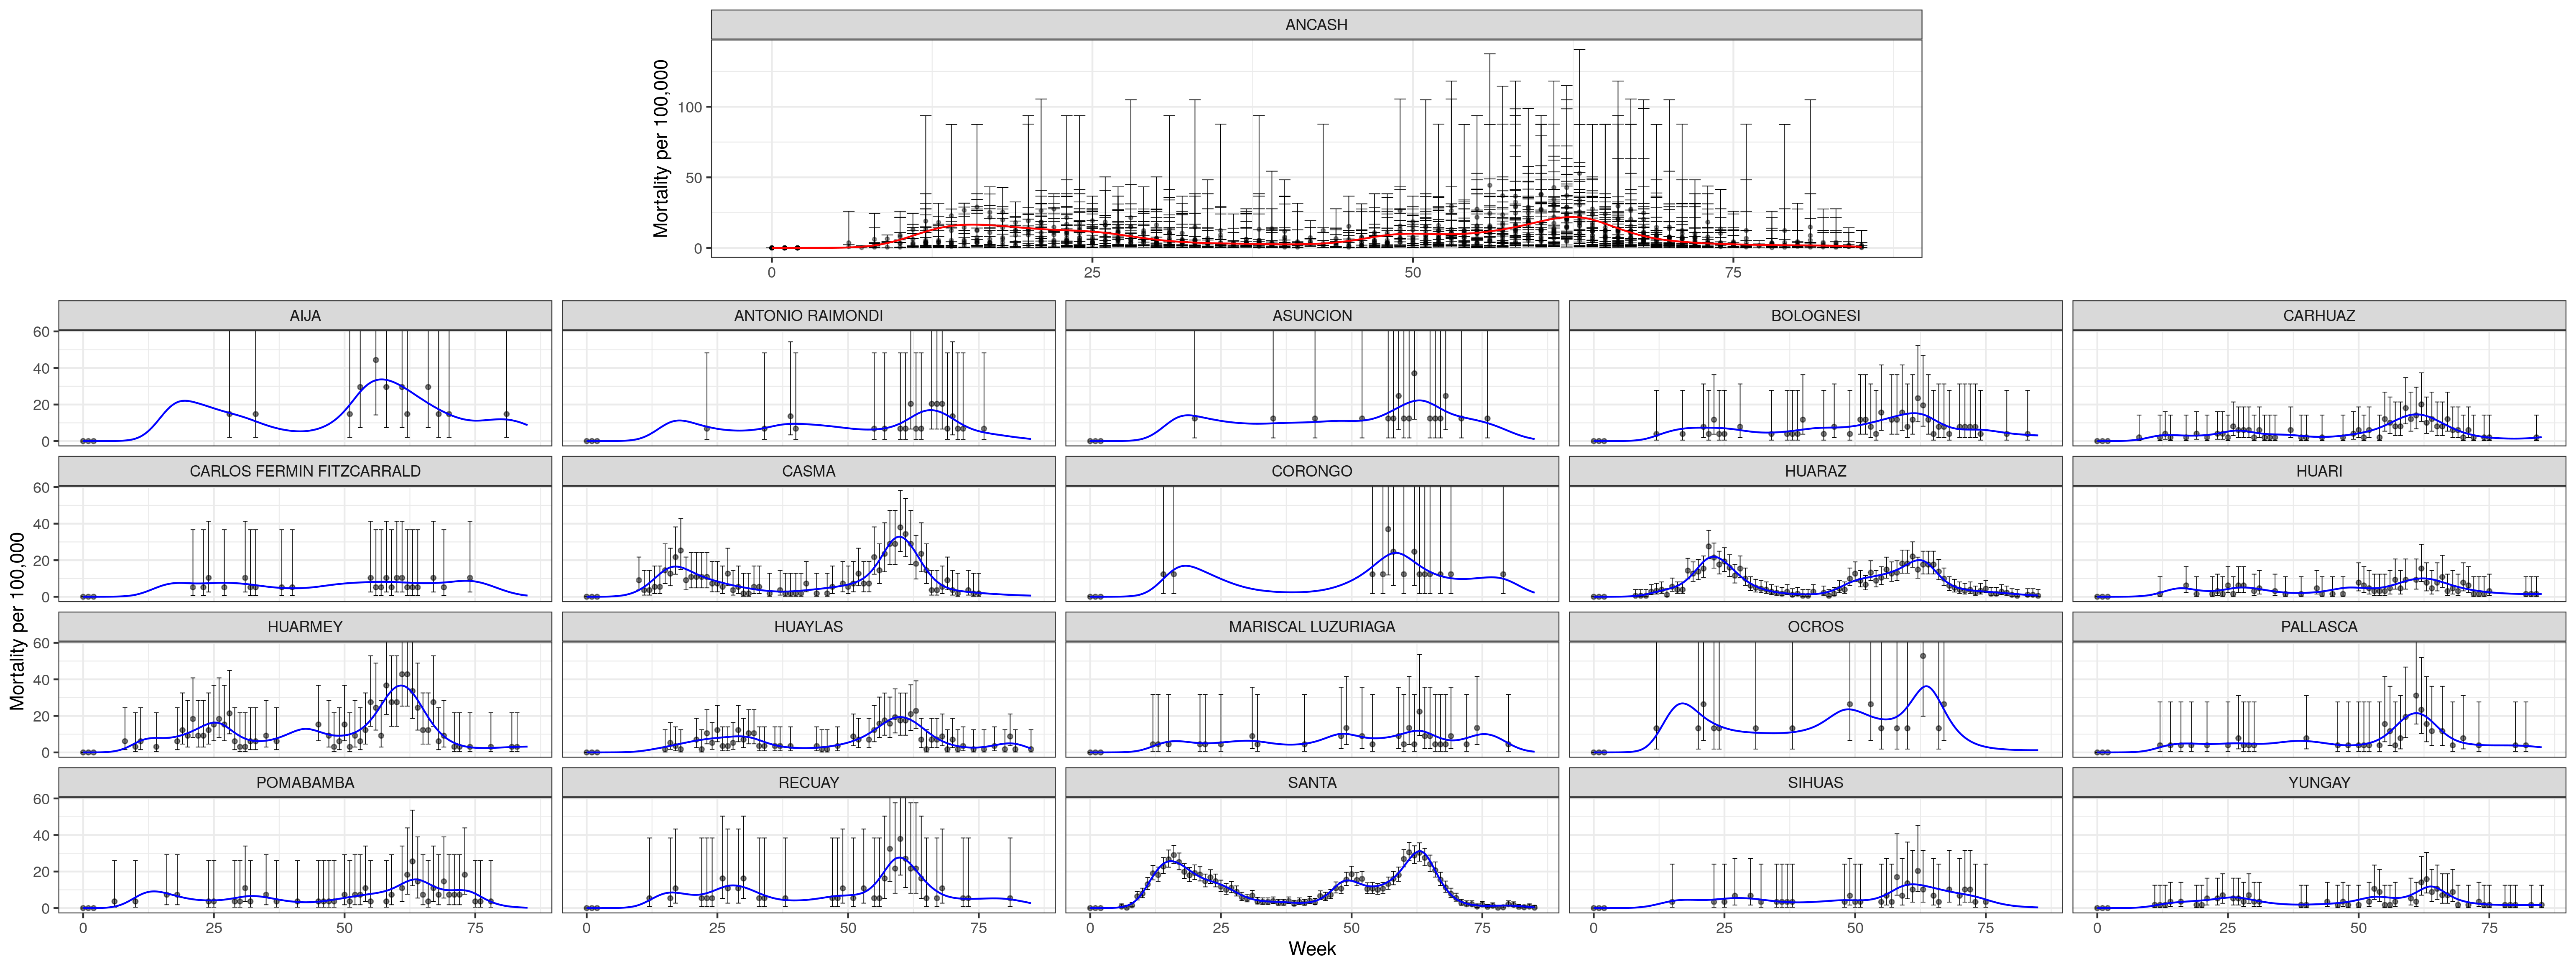 ANCASH
Mortality per 100,000
100
50
0
0 25 50 75
AIJA ANTONIO RAIMONDI ASUNCION BOLOGNESI CARHUAZ
60
40
20
0
CARLOS FERMIN FITZCARRALD CASMA CORONGO HUARAZ HUARI
60
40
20
0
Mortality per 100,000
HUARMEY HUAYLAS MARISCAL LUZURIAGA OCROS PALLASCA
60
40
20
0
POMABAMBA RECUAY SANTA SIHUAS YUNGAY
60
40
20
0
0 25 50 75 0 25 50 75 0 25 50 75 0 25 50 75 0 25 50 75
Week